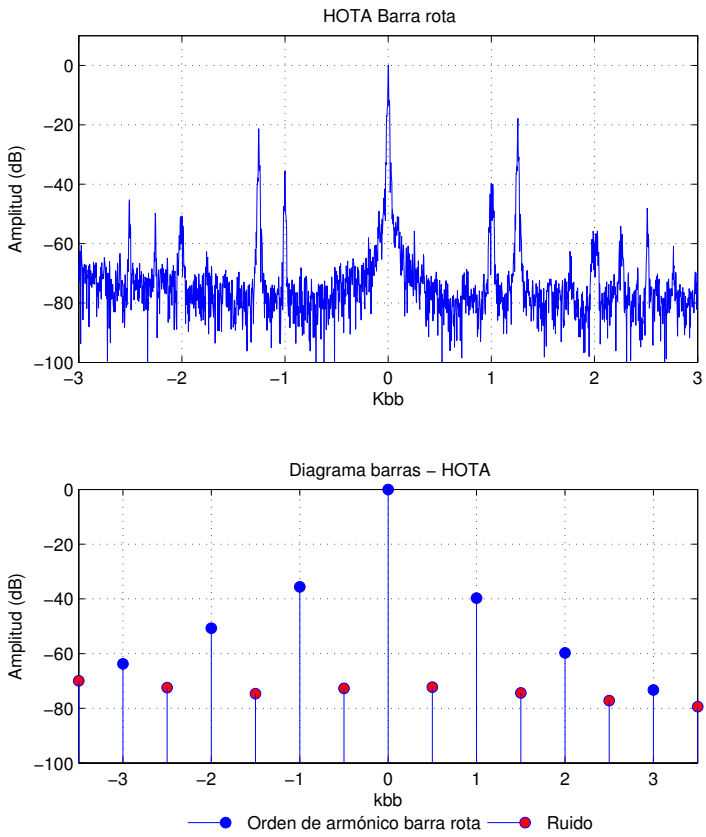 HOTA Barra rota
0
−20
−40
−60
−80
−100
Amplitud (dB)
−3 −2 −1 0 1 2 3
Kbb
Diagrama barras − HOTA
0
−20
−40
−60
−80
−100
Amplitud (dB)
−3 −2 −1 0 1 2 3
kbb
Orden de armónico barra rota Ruido